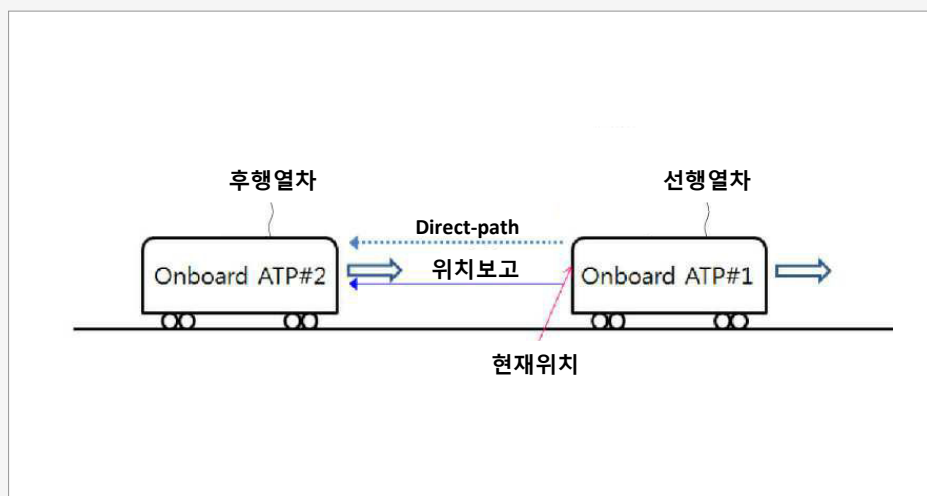 후행열차
선행열차
Direct-path
위치보고
Onboard ATP#2
Onboard ATP#1
현재위치